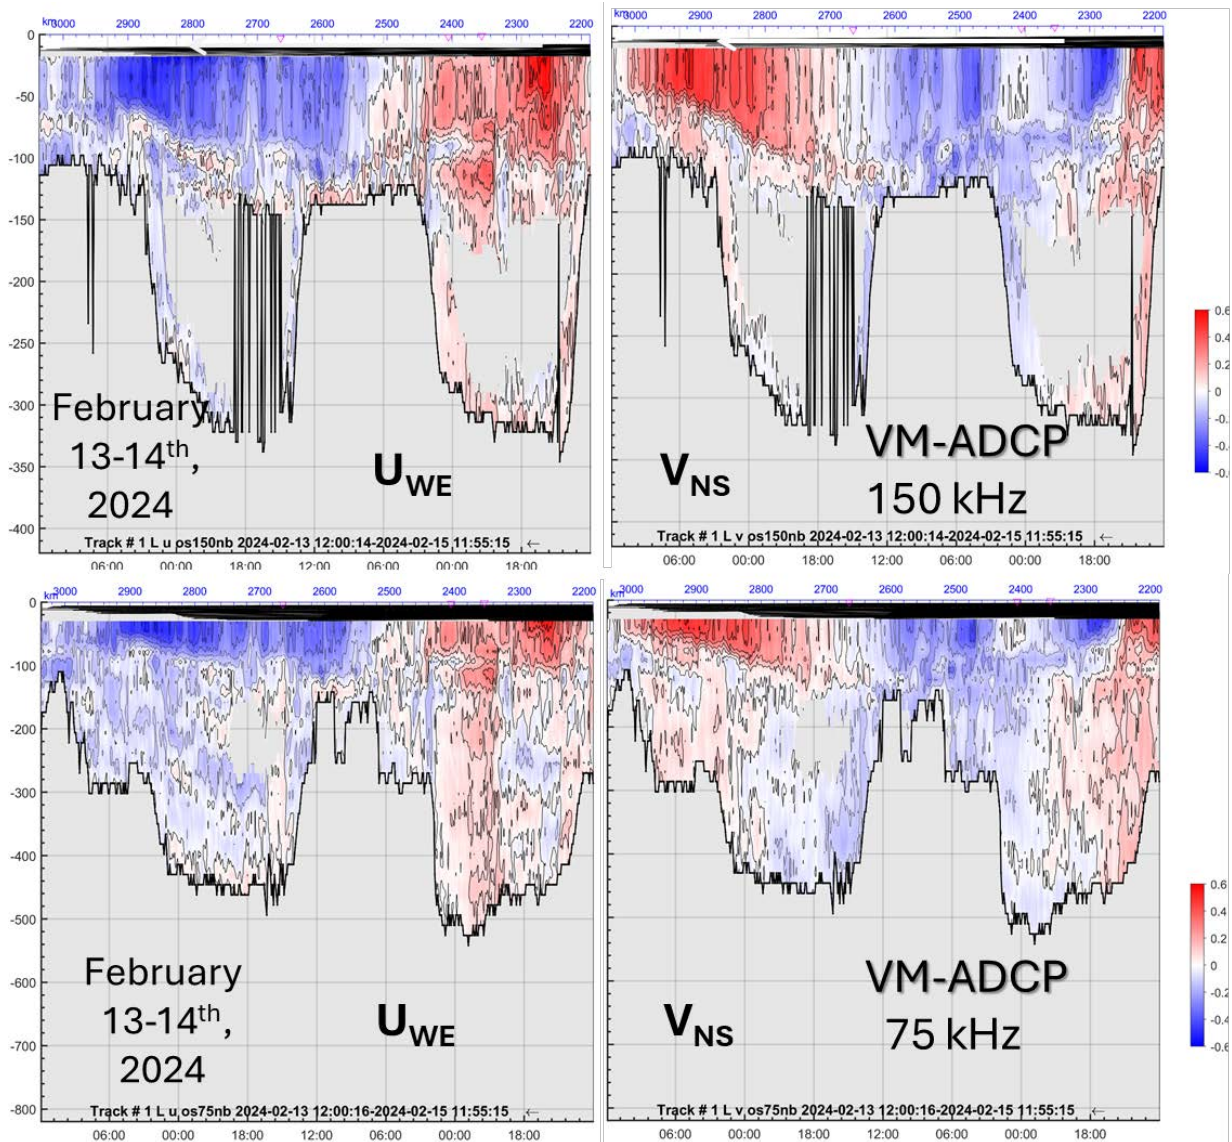 km 3000 2900 2800 2700 2600 2500 2400 2300 2200
0
-50
-100
-150
-200
-250
-300
-350
-400
February
13-14th,
2024
UWE
Track # 1 L u os150nb 2024-02-13 12:00:14-2024-02-15 11:55:15 ←
06:00 00:00 18:00 12:00 06:00 00:00 18:00
km 3000 2900 2800 2700 2600 2500 2400 2300 2200
VNS
VM-ADCP
150 kHz
Track # 1 L v os150nb 2024-02-13 12:00:14-2024-02-15 11:55:15 ←
06:00 00:00 18:00 12:00 06:00 00:00 18:00
0.6
0.4
0.2
0
-0.2
-0.4
km 3000 2900 2800 2700 2600 2500 2400 2300 2200
0
-100
-200
-300
-400
-500
-600
-700
-800
February
13-14th,
2024
UWE
Track # 1 L u os75nb 2024-02-13 12:00:16-2024-02-15 11:55:15 ←
06:00 00:00 18:00 12:00 06:00 00:00 18:00
km 3000 2900 2800 2700 2600 2500 2400 2300 2200
VNS
VM-ADCP
75 kHz
Track # 1 L v os75nb 2024-02-13 12:00:16-2024-02-15 11:55:15 ←
06:00 00:00 18:00 12:00 06:00 00:00 18:00
0.6
0.4
0.2
0
-0.2
-0.4
-0.6